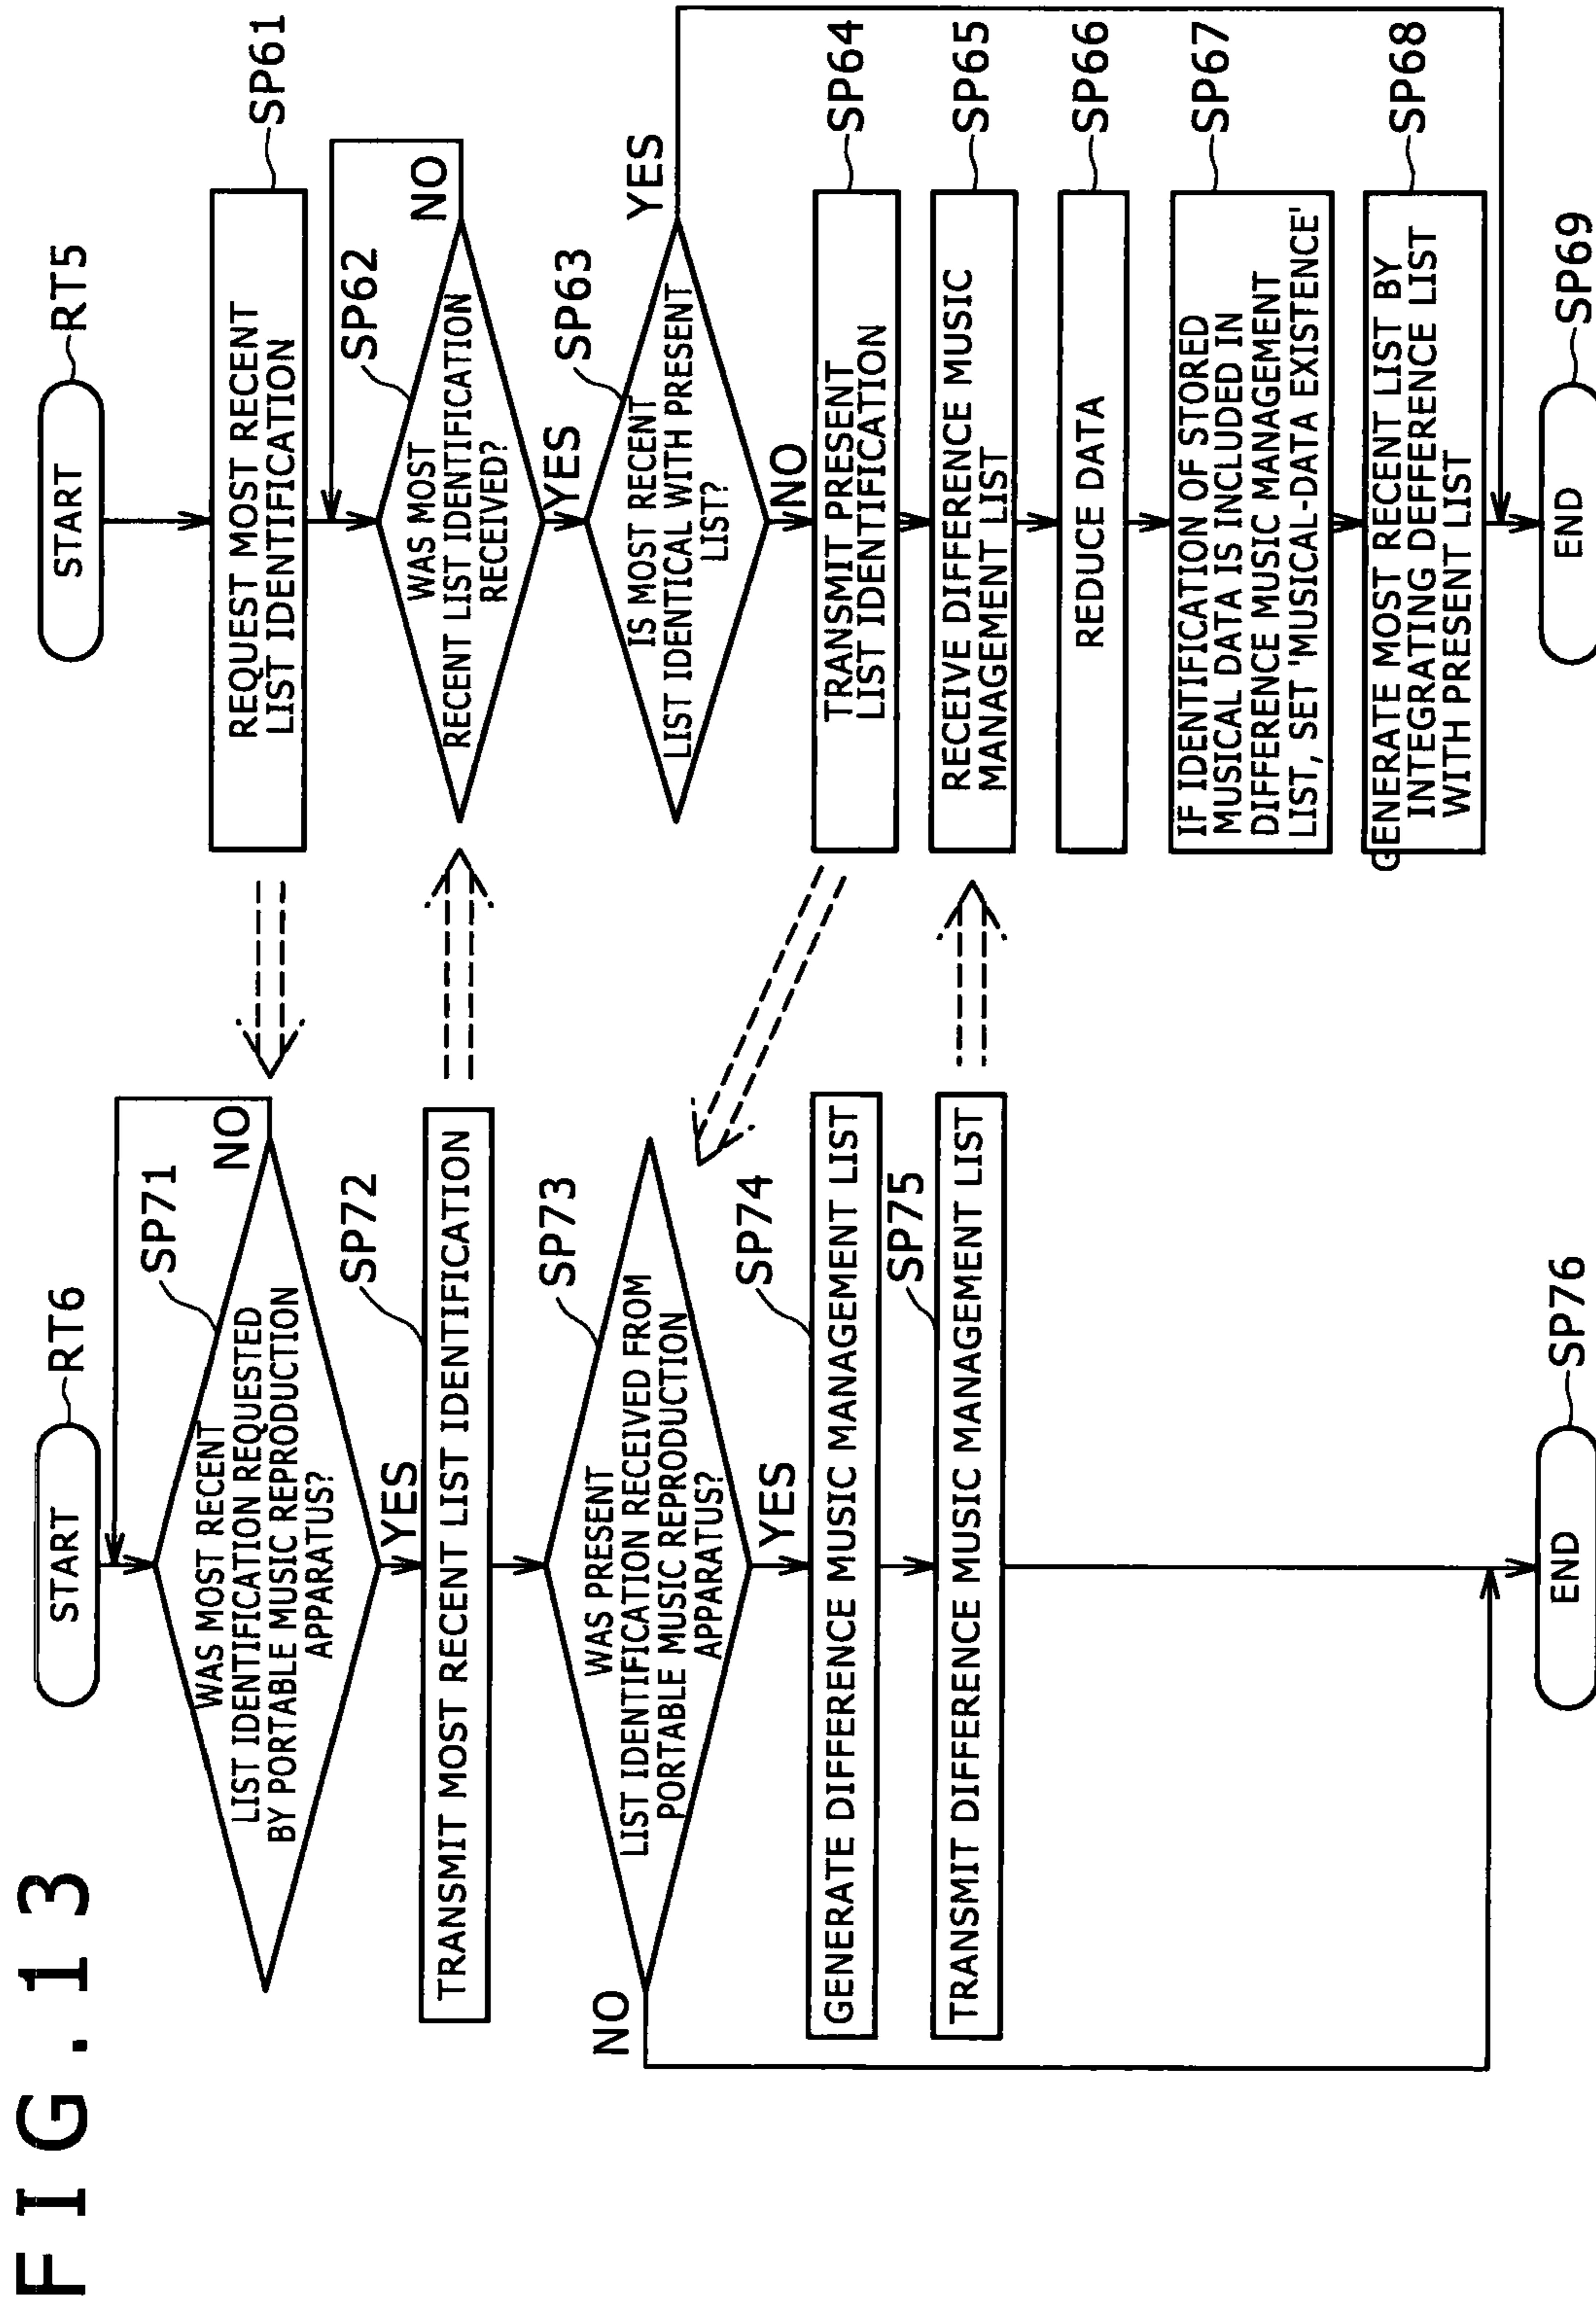 FIG.13
START
RT6
WAS MOST RECENT
LIST IDENTIFICATION REQUESTED
BY PORTABLE MUSIC REPRODUCTION
APPARATUS?
SP71
NO
YES
TRANSMIT MOST RECENT LIST IDENTIFICATION
SP72
WAS PRESENT
LIST IDENTIFICATION RECEIVED FROM
PORTABLE MUSIC REPRODUCTION
APPARATUS?
SP73
NO
YES
GENERATE DIFFERENCE MUSIC MANAGEMENT LIST
SP74
TRANSMIT DIFFERENCE MUSIC MANAGEMENT LIST
SP75
END
SP76
START
RT5
REQUEST MOST RECENT
LIST IDENTIFICATION
SP61
WAS MOST
RECENT LIST IDENTIFICATION
RECEIVED?
SP62
NO
YES
IS MOST RECENT
LIST IDENTICAL WITH PRESENT
LIST?
SP63
YES
NO
TRANSMIT PRESENT
LIST IDENTIFICATION
SP64
RECEIVE DIFFERENCE MUSIC
MANAGEMENT LIST
SP65
REDUCE DATA
SP66
IF IDENTIFICATION OF STORED
MUSICAL DATA IS INCLUDED IN
DIFFERENCE MUSIC MANAGEMENT
LIST, SET 'MUSICAL-DATA EXISTENCE'
SP67
GENERATE MOST RECENT LIST BY
INTEGRATING DEFFERENCE LIST
WITH PRESENT LIST
SP68
END
SP69